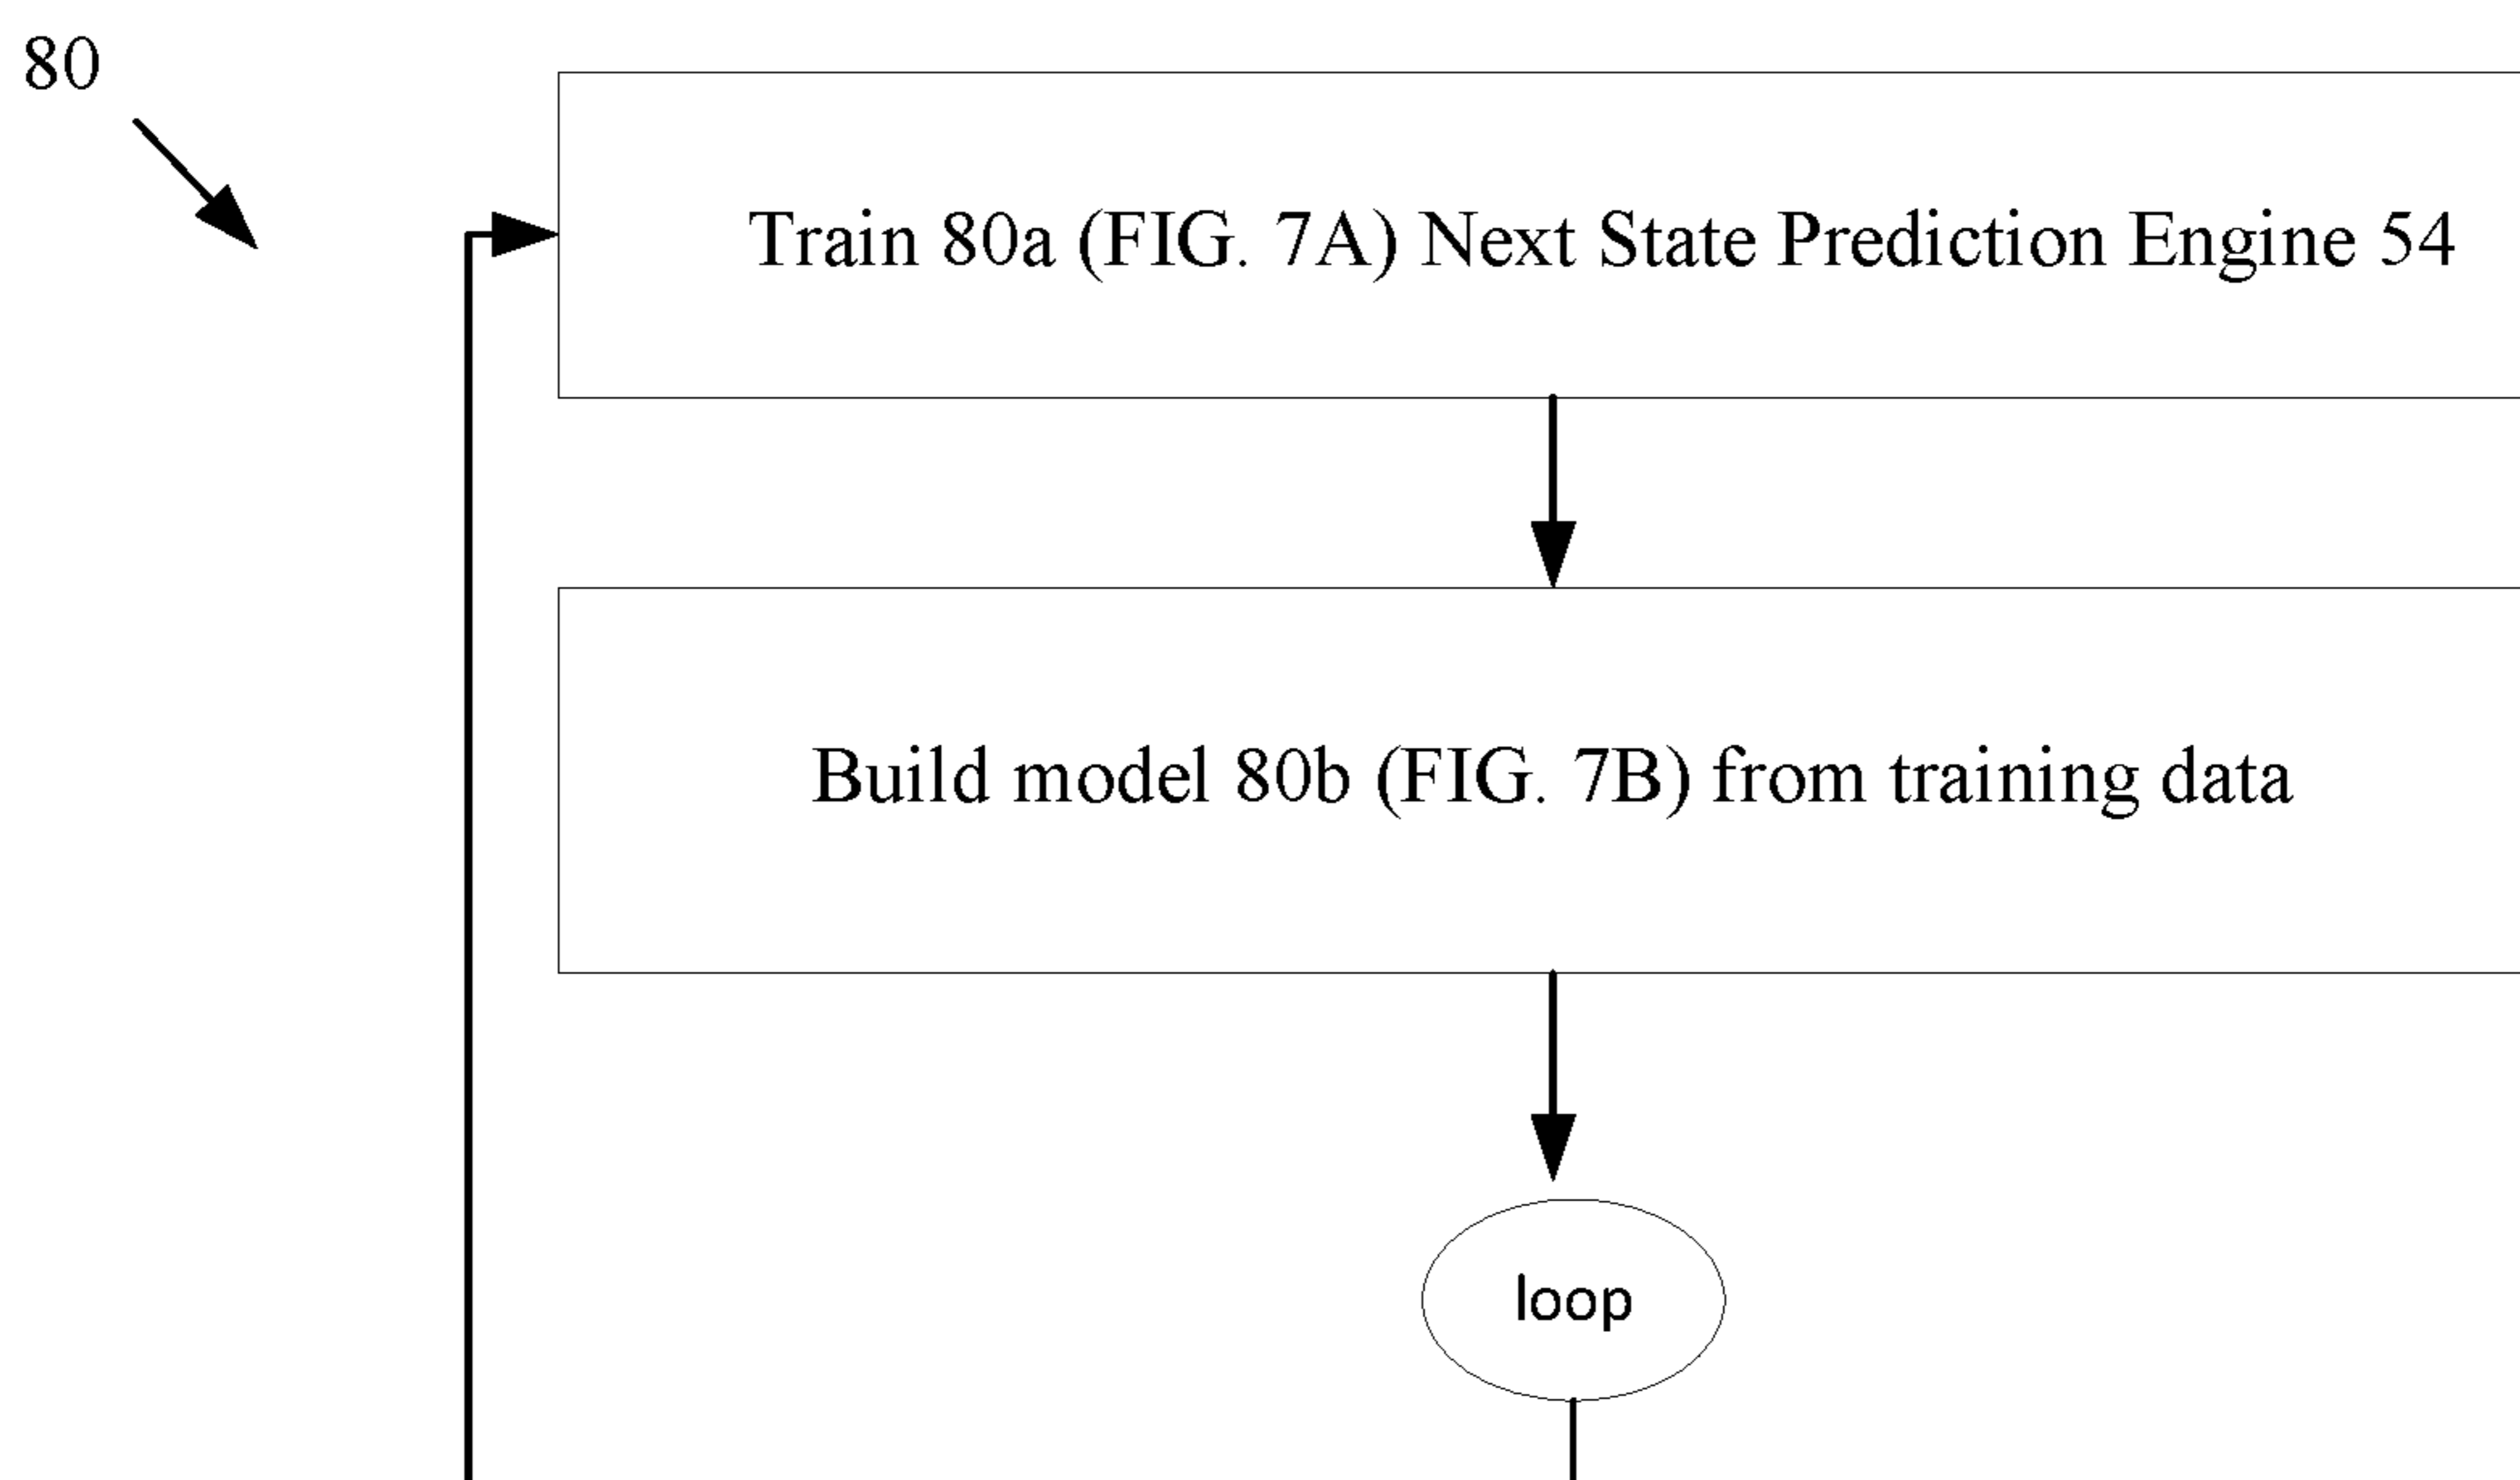 80
Train 80a (FIG. 7A) Next State Prediction Engine 54
Build model 80b (FIG. 7B) from training data
loop